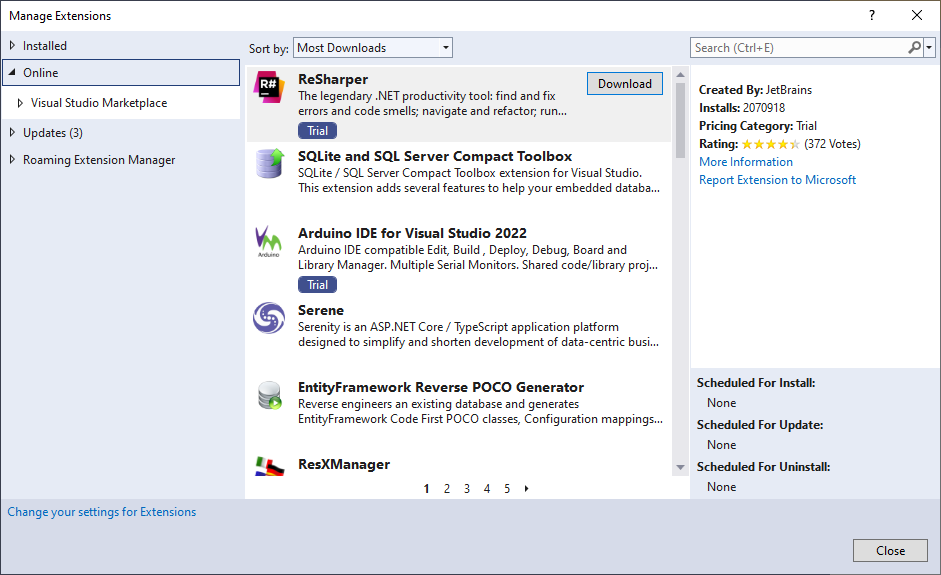 Manage Extensions
?
Installed
Online
Visual Studio Marketplace
Updates (3)
Roaming Extension Manager
Sort by: Most Downloads
R#
ReSharper
Download
The legendary .NET productivity tool: find and fix
errors and code smells; navigate and refactor; run...
Trial
SQLite and SQL Server Compact Toolbox
SQLite / SQL Server Compact Toolbox extension for Visual Studio.
This extension adds several features to help your embedded databa...
VM
Arduino
Arduino IDE for Visual Studio 2022
Arduino IDE compatible Edit, Build , Deploy, Debug, Board and
Library Manager. Multiple Serial Monitors. Shared code/library proj...
Trial
Serene
Serenity is an ASP.NET Core / TypeScript application platform
designed to simplify and shorten development of data-centric busi...
EntityFramework Reverse POCO Generator
Reverse engineers an existing database and generates
EntityFramework Code First POCO classes, Configuration mappings...
ResXManager
1 2 3 4 5
Search (Ctrl+E)
Created By: JetBrains
Installs: 2070918
Pricing Category: Trial
Rating: (372 Votes)
More Information
Report Extension to Microsoft
Scheduled For Install:
None
Scheduled For Update:
None
Scheduled For Uninstall:
None
Change your settings for Extensions
Close